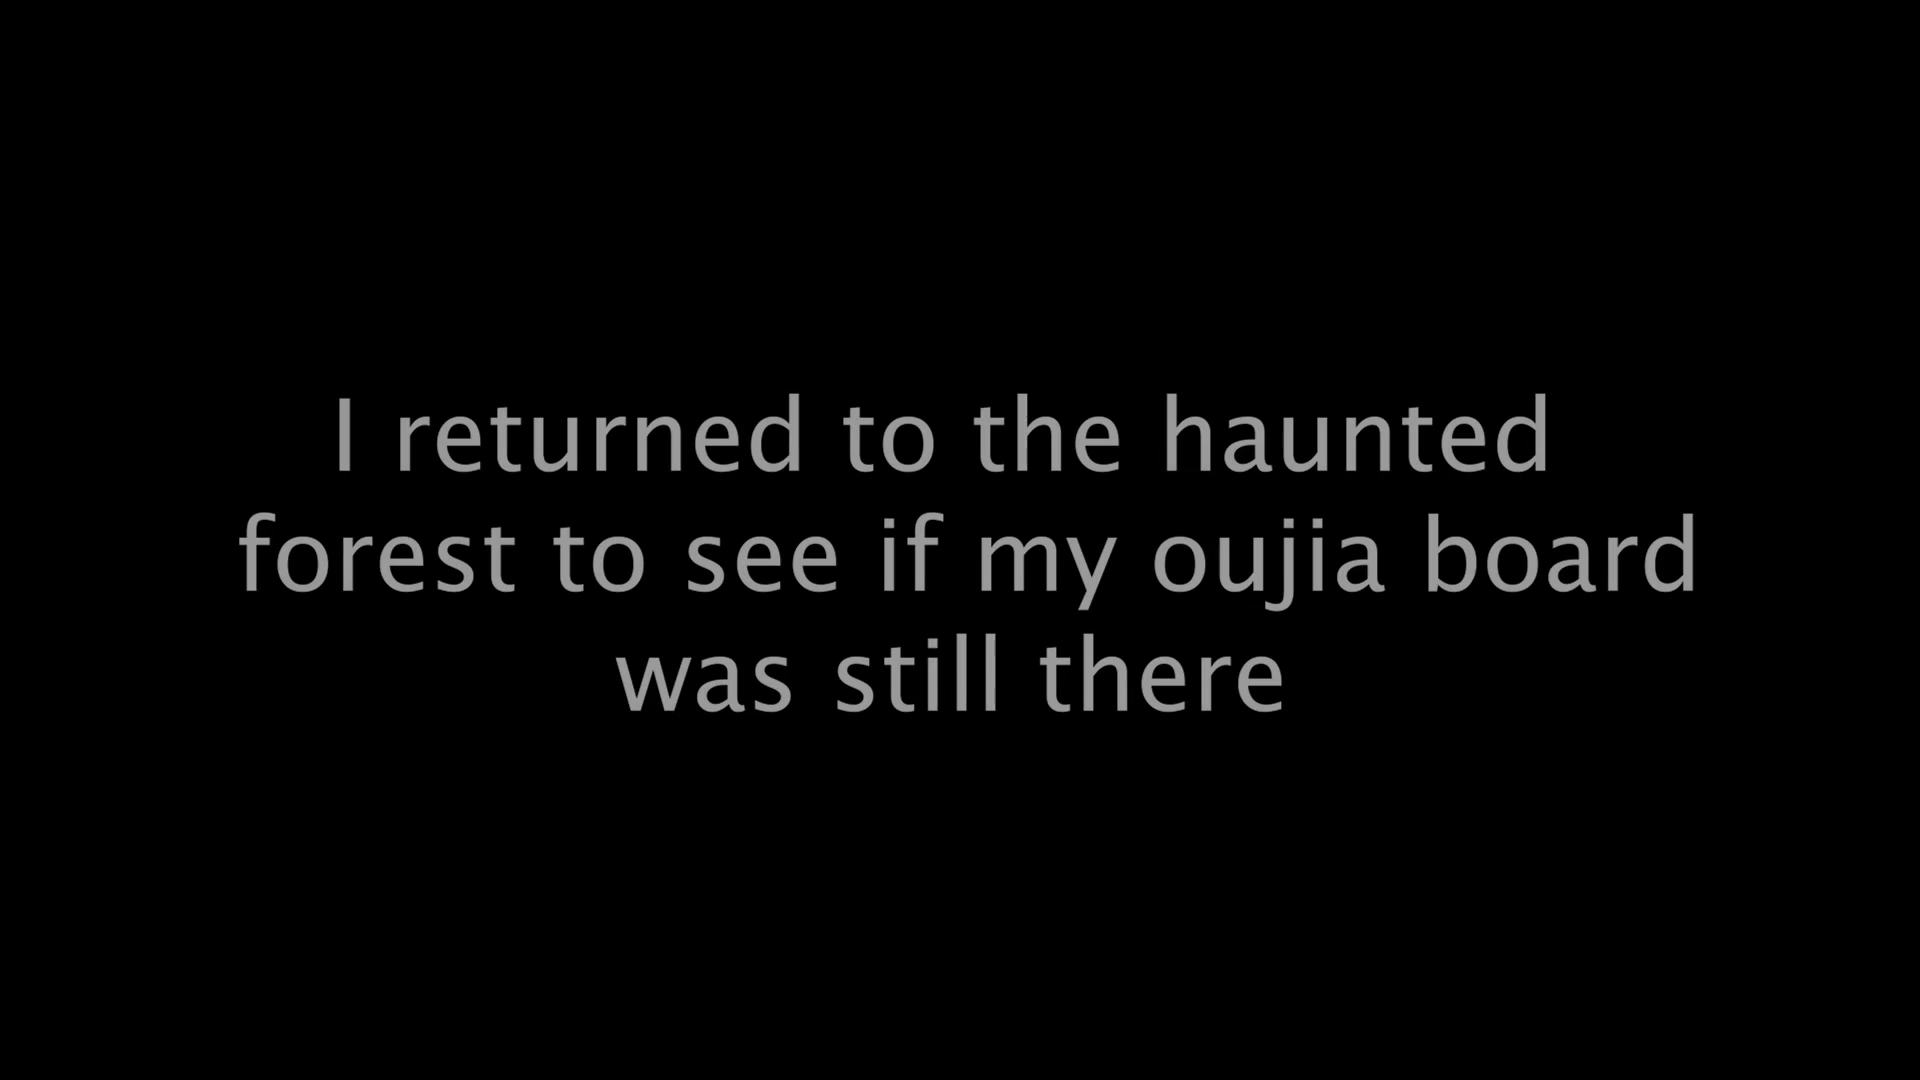 I returned to the haunted
forest to see if my oujia board
was still there